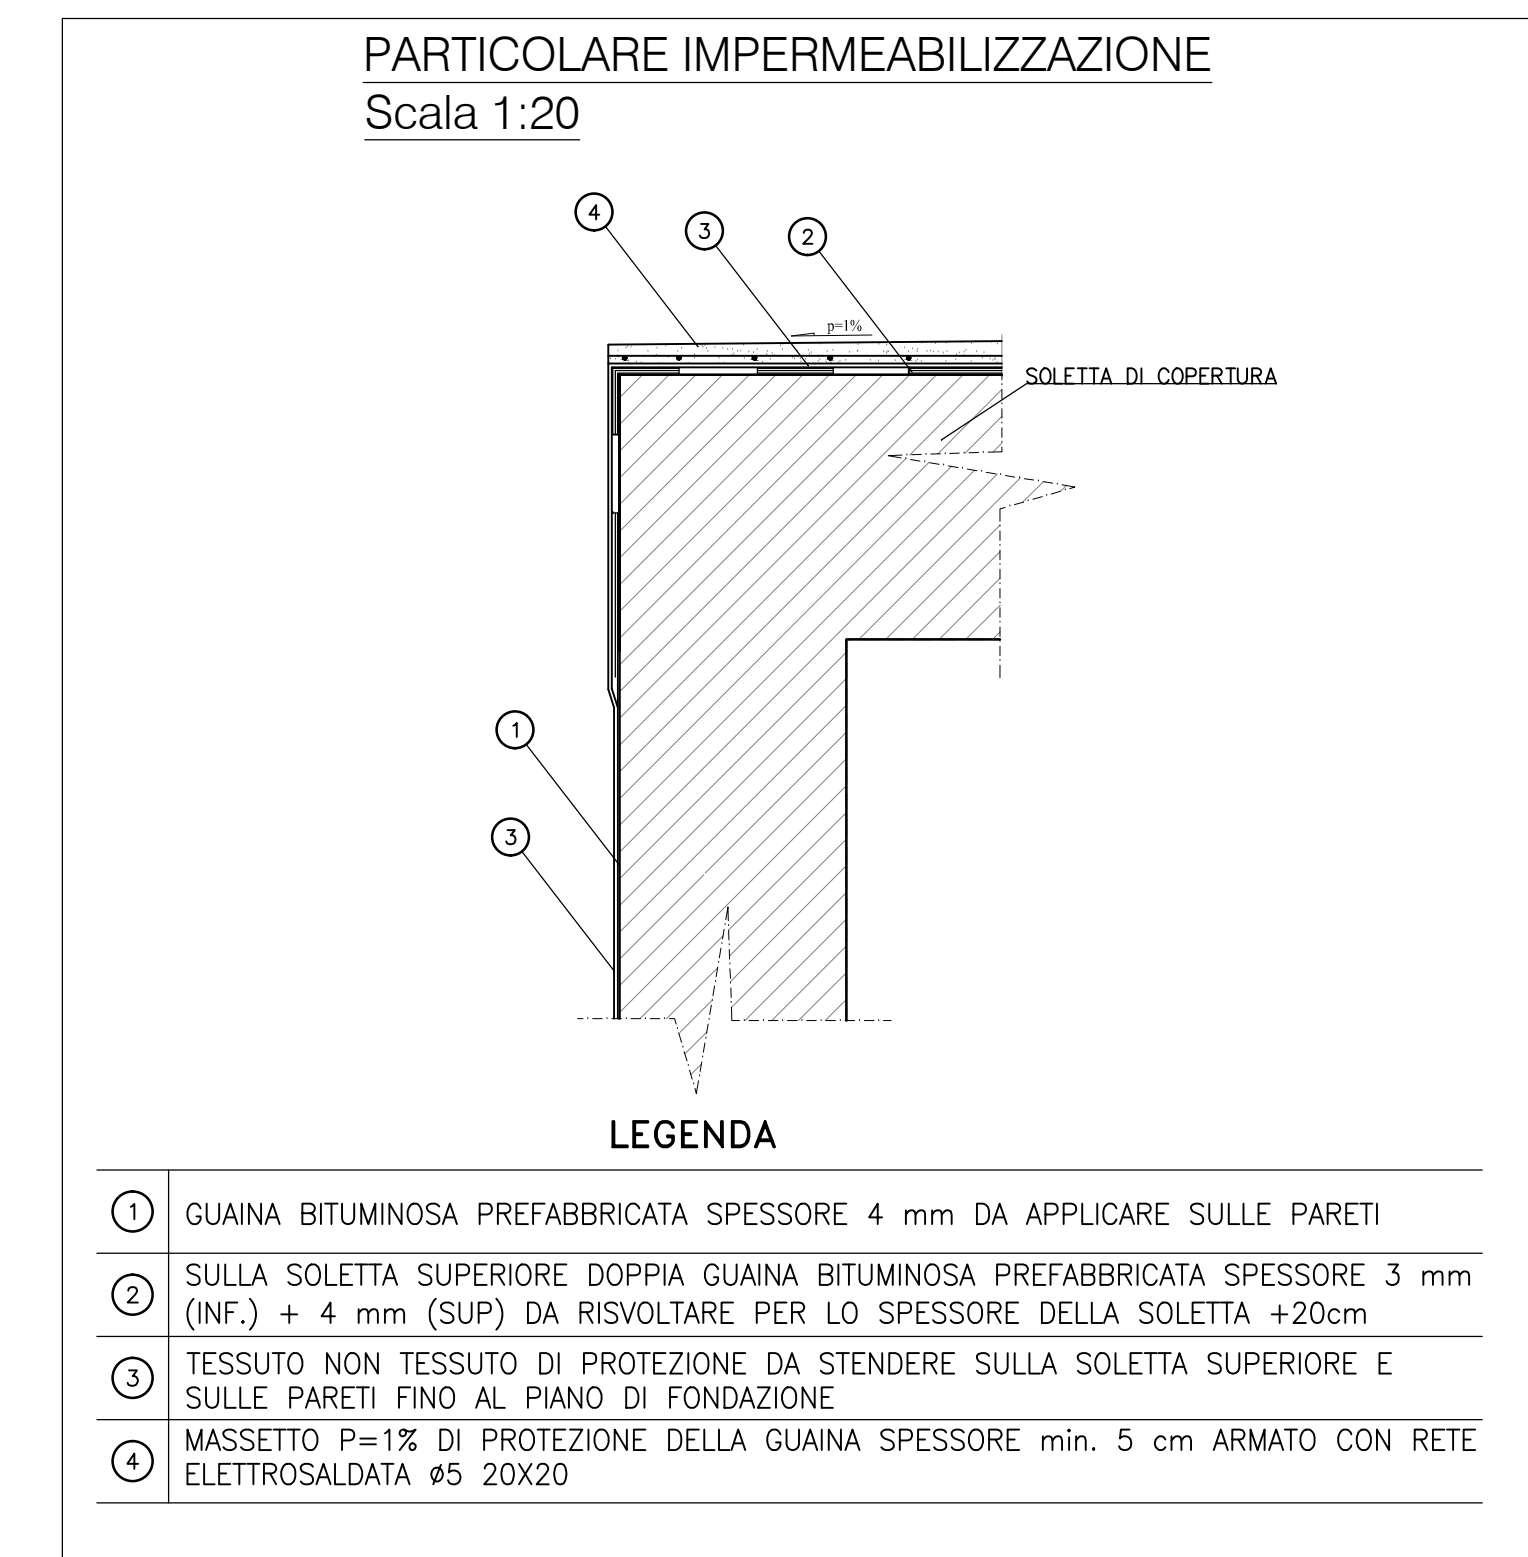 PARTICOLARE IMPERMEABILIZZAZIONE
Scala 1:20
4
3
2
p=1%
SOLETTA DI COPERTURA
1
3
LEGENDA
1 GUAINA BITUMINOSA PREFABBRICATA SPESSORE 4 mm DA APPLICARE SULLE PARETI
2 SULLA SOLETTA SUPERIORE DOPPIA GUAINA BITUMINOSA PREFABBRICATA SPESSORE 3 mm
(INF.) + 4 mm (SUP) DA RISVOLTARE PER LO SPESSORE DELLA SOLETTA +20cm
3 TESSUTO NON TESSUTO DI PROTEZIONE DA STENDERE SULLA SOLETTA SUPERIORE E
SULLE PARETI FINO AL PIANO DI FONDAZIONE
4 MASSETTO P=1% DI PROTEZIONE DELLA GUAINA SPESSORE min. 5 cm ARMATO CON RETE
ELETTROSALDATA ø5 20X20